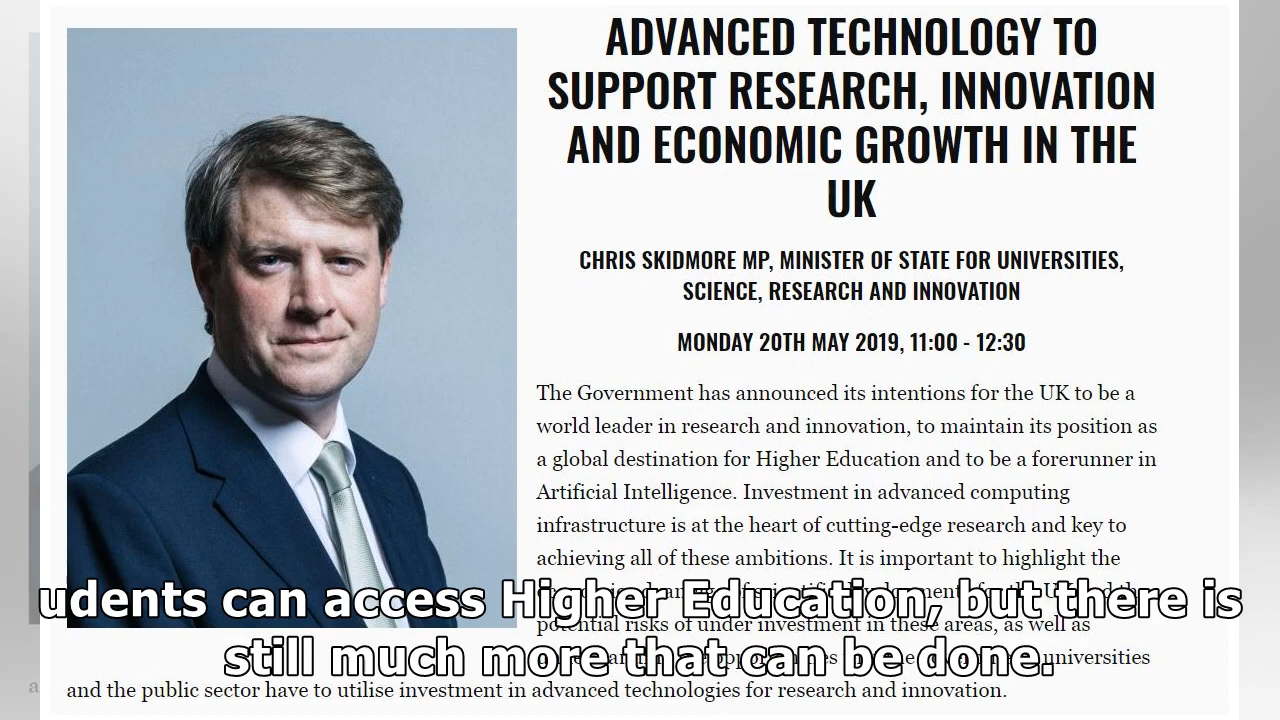 ADVANCED TECHNOLOGY TO
SUPPORT RESEARCH, INNOVATION
AND ECONOMIC GROWTH IN THE
UK
CHRIS SKIDMORE MP, MINISTER OF STATE FOR UNIVERSITIES,
SCIENCE, RESEARCH AND INNOVATION
MONDAY 20TH MAY 2019, 11:00 - 12:30
The Government has announced its intentions for the UK to be a
world leader in research and innovation, to maintain its position as
a global destination for Higher Education and to be a forerunner in
Artificial Intelligence. Investment in advanced computing
infrastructure is at the heart of cutting-edge research and key to
achieving all of these ambitions. It is important to highlight the
udents can access Higher Education, but there is
potential risks of under investment in these areas, as well as
still much more that can be done.
universities
and the public sector have to utilise investment in advanced technologies for research and innovation.